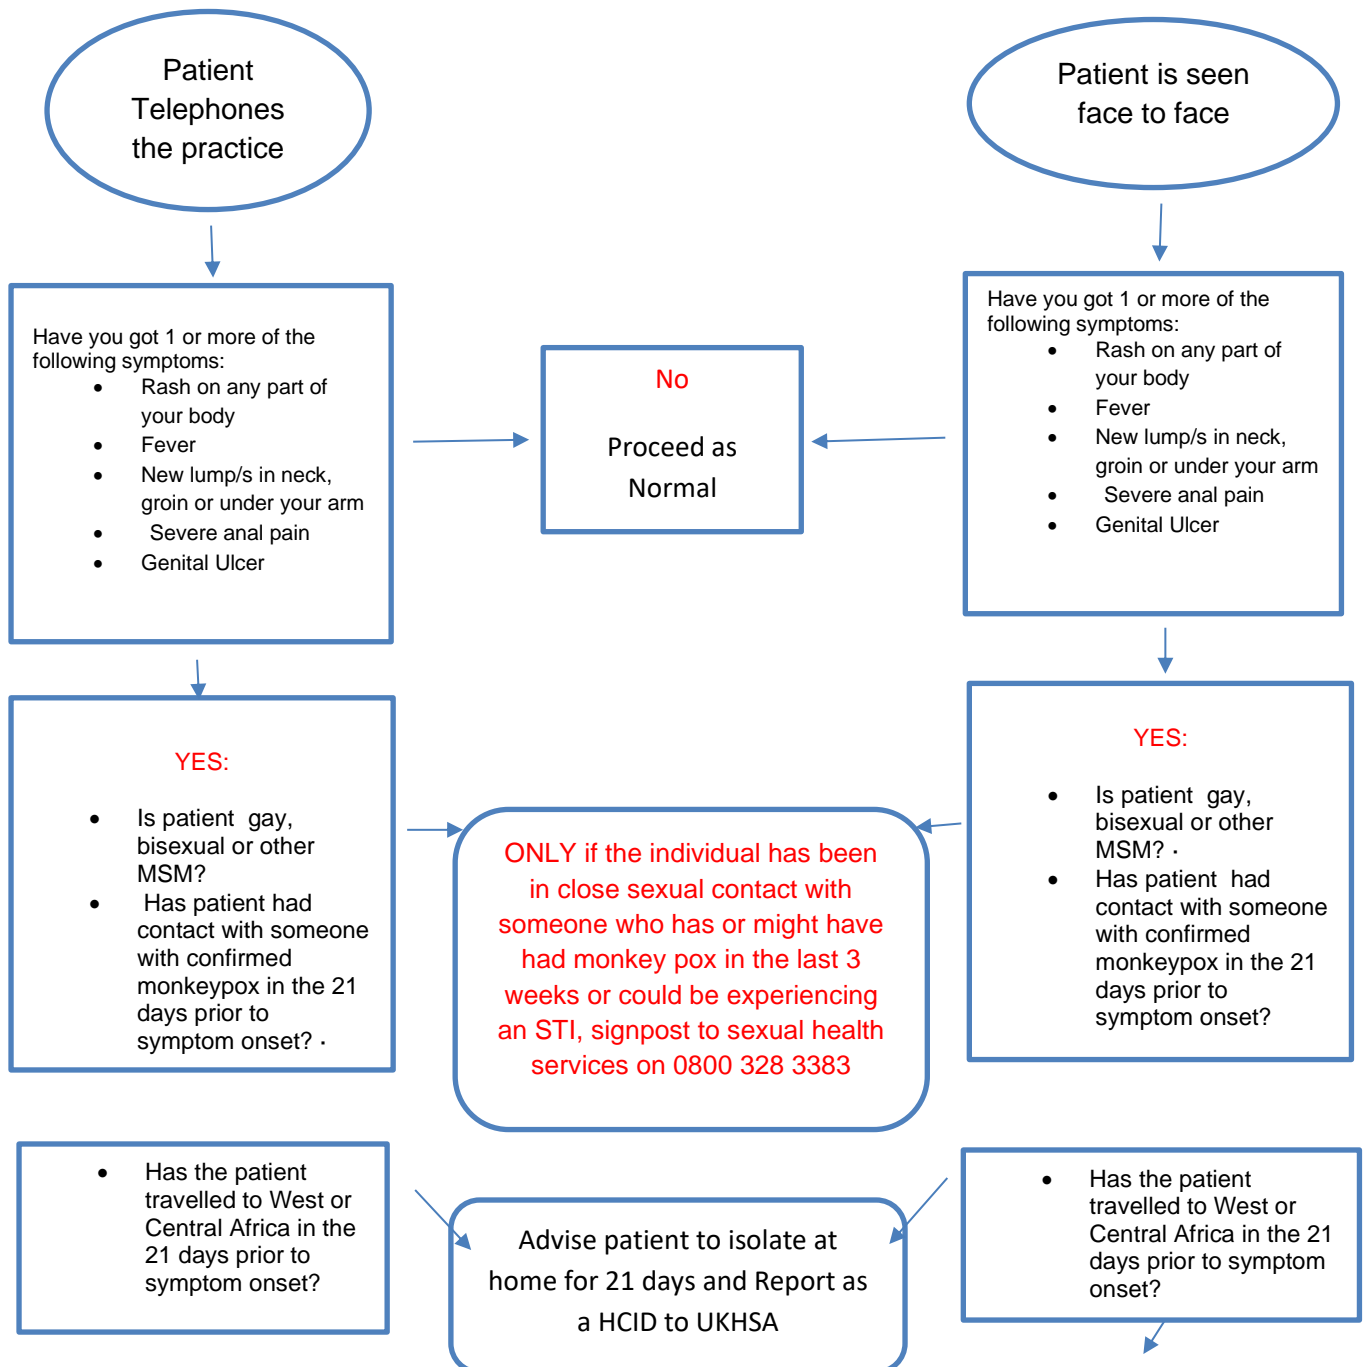 Patient
Telephones
the practice
Patient is seen
face to face
Have you got 1 or more of the
following symptoms:
• Rash on any part of
your body
• Fever
• New lump/s in neck,
groin or under your arm
• Severe anal pain
• Genital Ulcer
No
Proceed as
Normal
Have you got 1 or more of the
following symptoms:
• Rash on any part of
your body
• Fever
• New lump/s in neck,
groin or under your arm
• Severe anal pain
• Genital Ulcer
YES:
• Is patient gay,
bisexual or other
MSM?
• Has patient had
contact with someone
with confirmed
monkeypox in the 21
days prior to
symptom onset? ·
ONLY if the individual has been
in close sexual contact with
someone who has or might have
had monkey pox in the last 3
weeks or could be experiencing
an STI, signpost to sexual health
services on 0800 328 3383
YES:
• Is patient gay,
bisexual or other
MSM? ·
• Has patient had
contact with someone
with confirmed
monkeypox in the 21
days prior to
symptom onset?
• Has the patient
travelled to West or
Central Africa in the
21 days prior to
symptom onset?
Advise patient to isolate at
home for 21 days and Report as
a HCID to UKHSA
• Has the patient
travelled to West or
Central Africa in the 21
days prior to symptom
onset?